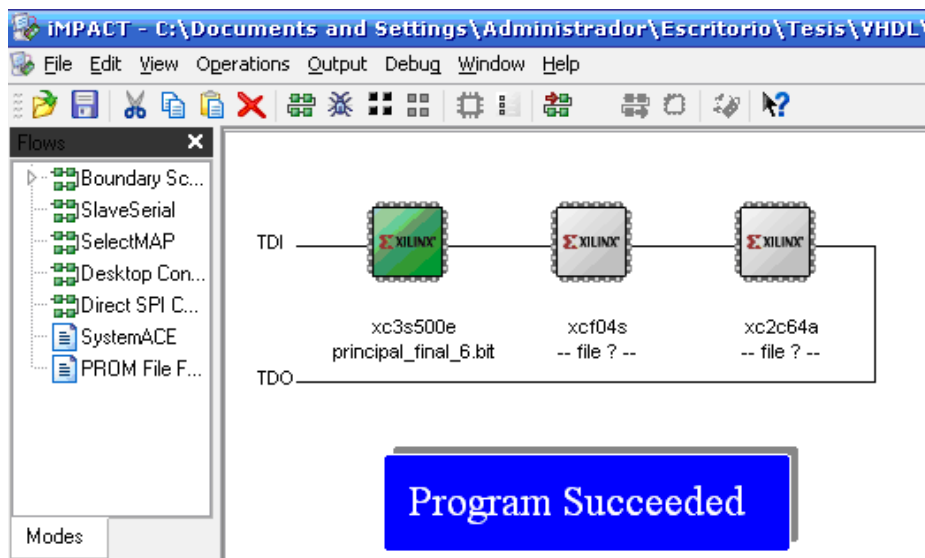 iMPACT - C:\Documents and Settings\Administrador\Escritorio\Tesis\VHDL\
File Edit View Operations Output Debug Window Help
Flows
Boundary Sc...
SlaveSerial
SelectMAP
Desktop Con...
Direct SPI C...
SystemACE
PROM File F...
Modes
TDI
XILINX XILINX XILINX
xc3s500e xcf04s xc2c64a
principal_final_6.bit -- file ? -- -- file ? --
TDO
Program Succeeded